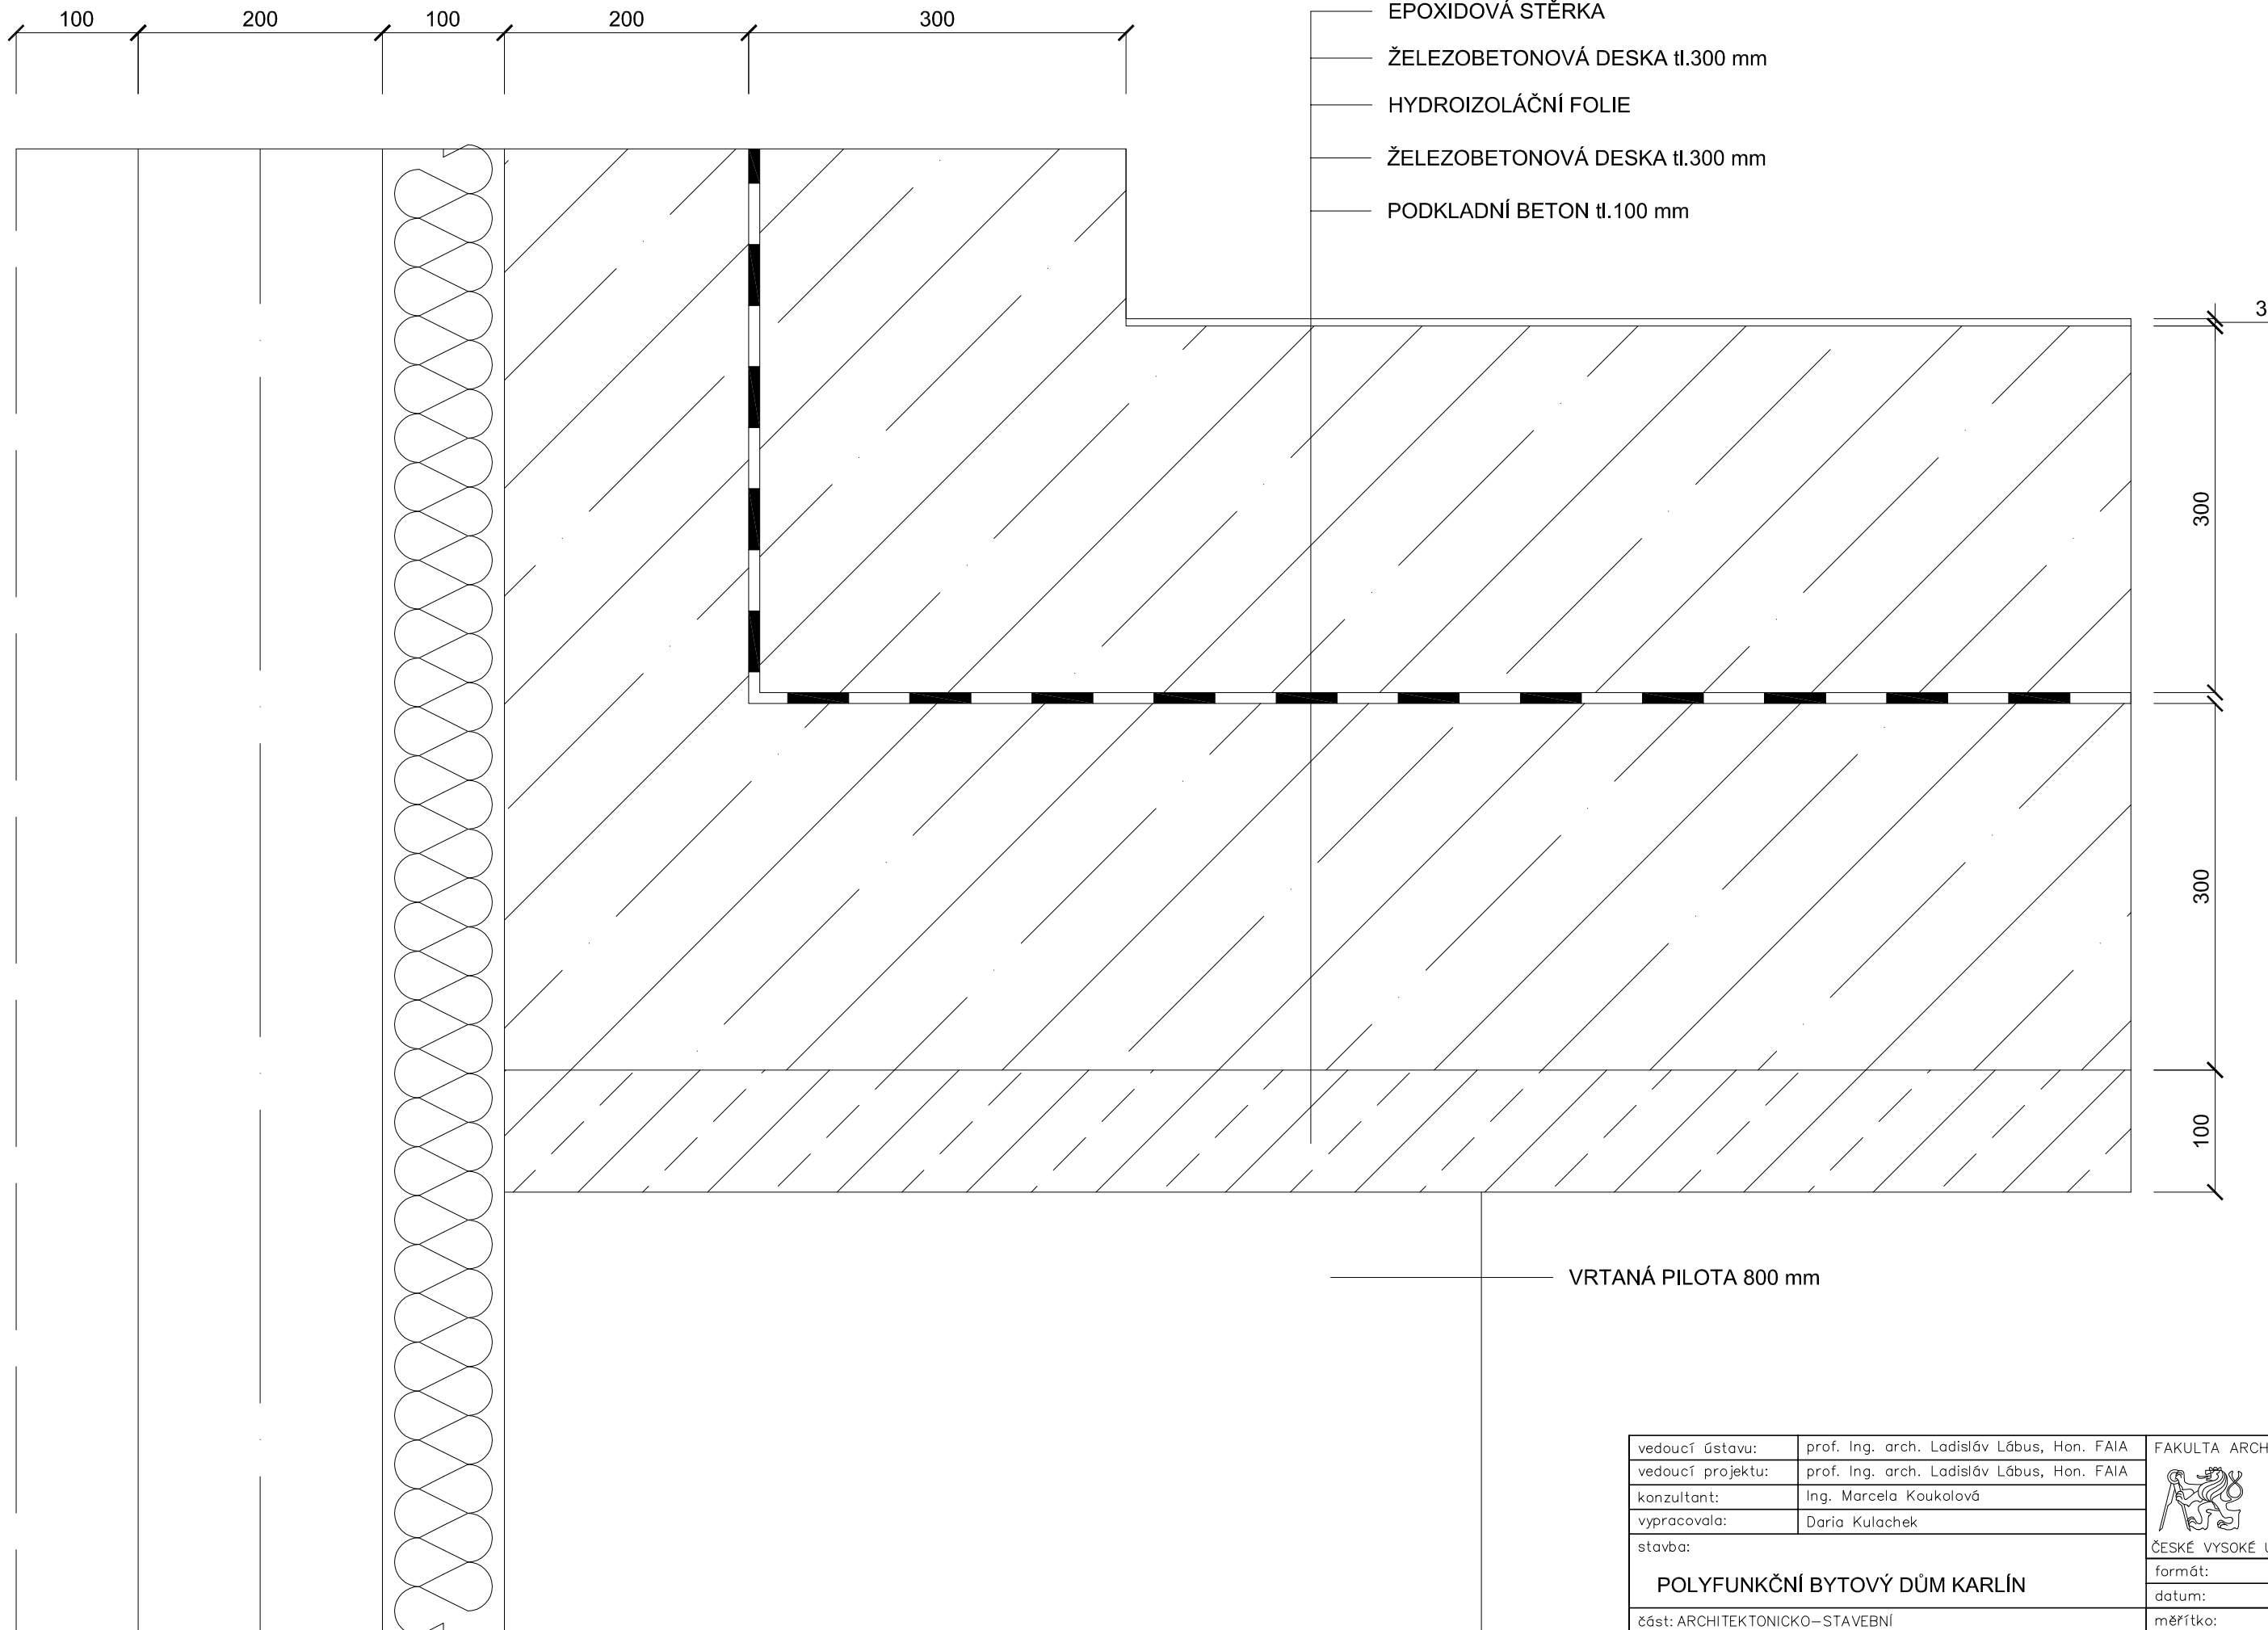 100 200 100 200 300
EPOXIDOVÁ STĚRKA
ŽELEZOBETONOVÁ DESKA tl.300 mm
HYDROIZOLÁČNÍ FOLIE
ŽELEZOBETONOVÁ DESKA tl.300 mm
PODKLADNÍ BETON tl.100 mm
3
300
300
100
VRTANÁ PILOTA 800 mm
vedoucí ústavu: prof. Ing. arch. Ladisláv Lábus, Hon. FAIA
vedoucí projektu: prof. Ing. arch. Ladisláv Lábus, Hon. FAIA
konzultant: Ing. Marcela Koukolová
vypracovala: Daria Kulachek
stavba:
POLYFUNKČNÍ BYTOVÝ DŮM KARLÍN
část: ARCHITEKTONICKO-STAVEBNÍ
FAKULTA ARCH
ČESKÉ VYSOKÉ U
formát:
datum:
měřítko: